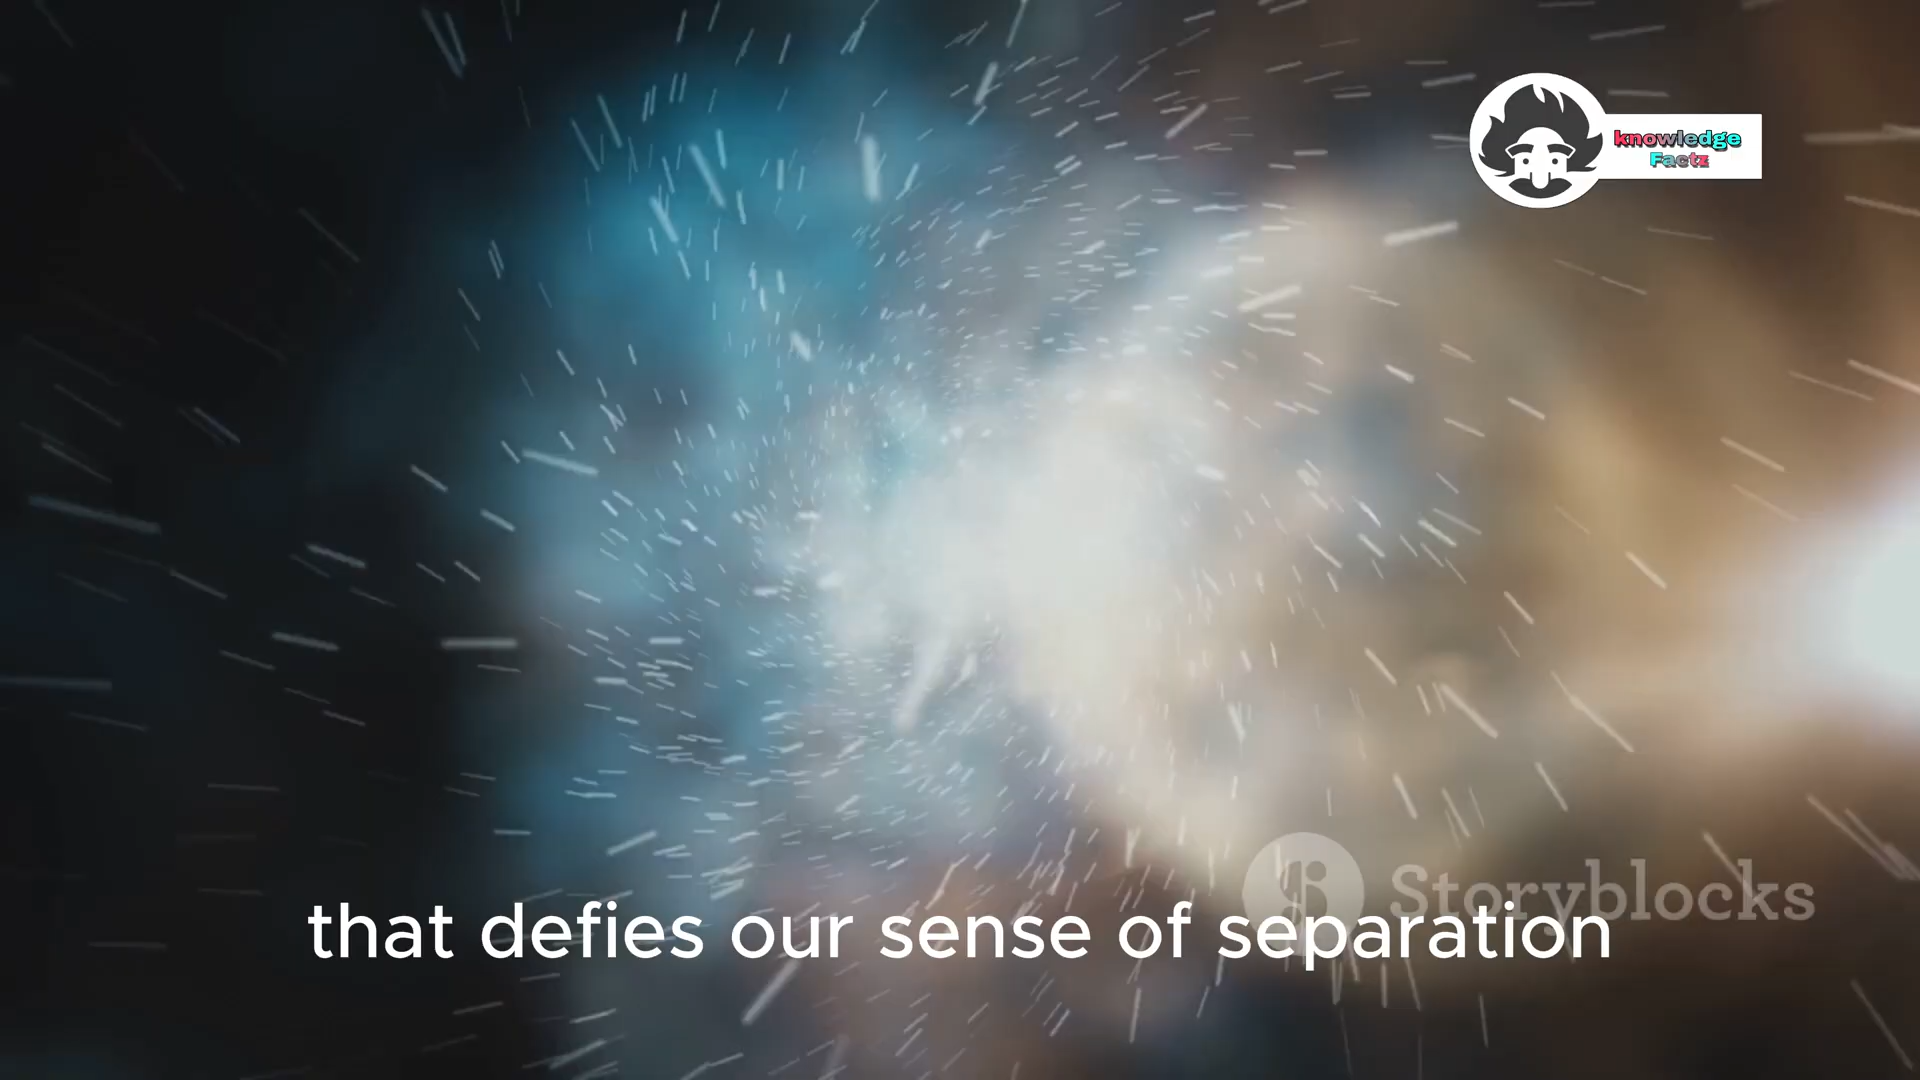 knowledge
Factz
Storyblocks
that defies our sense of separation